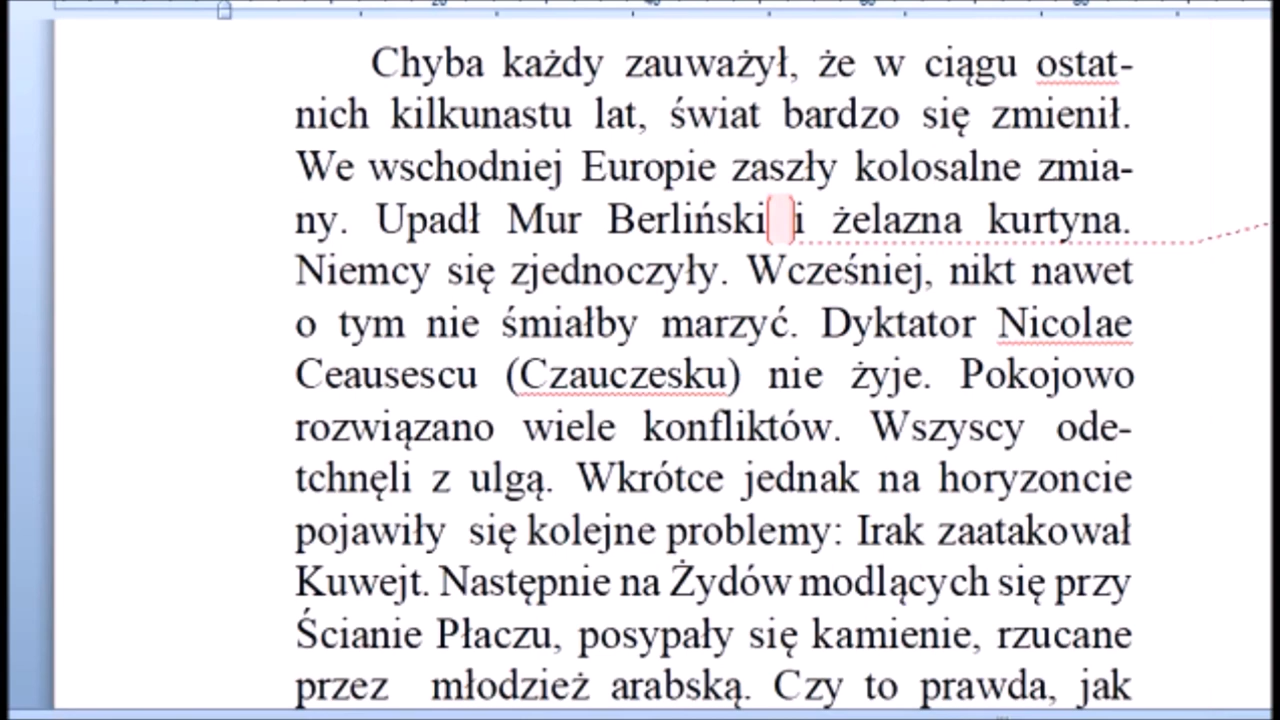 Chyba każdy zauważył, że w ciągu ostat-
nich kilkunastu lat, świat bardzo się zmienił.
We wschodniej Europie zaszły kolosalne zmia-
ny. Upadł Mur Berliński i żelazna kurtyna.
Niemcy się zjednoczyły. Wcześniej, nikt nawet
o tym nie śmiałby marzyć. Dyktator Nicolae
Ceausescu (Czauczesku) nie żyje. Pokojowo
rozwiązano wiele konfliktów. Wszyscy ode-
tchnęli z ulgą. Wkrótce jednak na horyzoncie
pojawiły się kolejne problemy: Irak zaatakował
Kuwejt. Następnie na Żydów modlących się przy
Ścianie Płaczu, posypały się kamienie, rzucane
przez młodzież arabską. Czy to prawda, jak